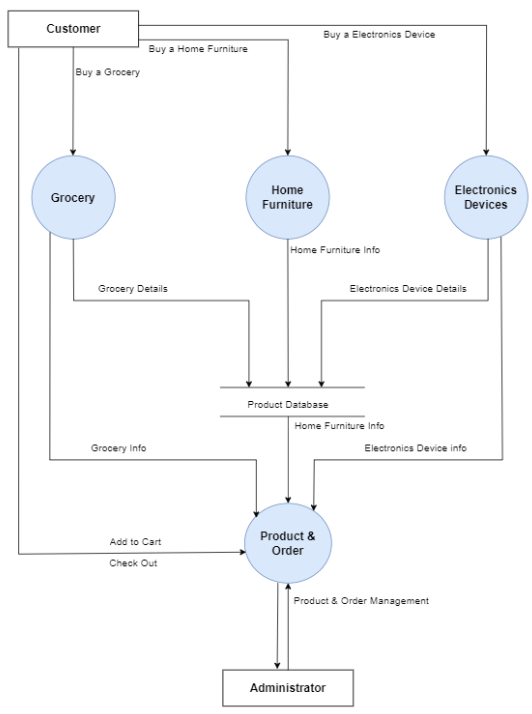 Customer
Buy a Electronics Device
Buy a Home Furniture
Buy a Grocery
Grocery
Home
Furniture
Electronics
Devices
Home Furniture Info
Grocery Details
Electronics Device Details
Product Database
Home Furniture Info
Grocery Info
Electronics Device info
Product &
Order
Add to Cart
Check Out
Product & Order Management
Administrator